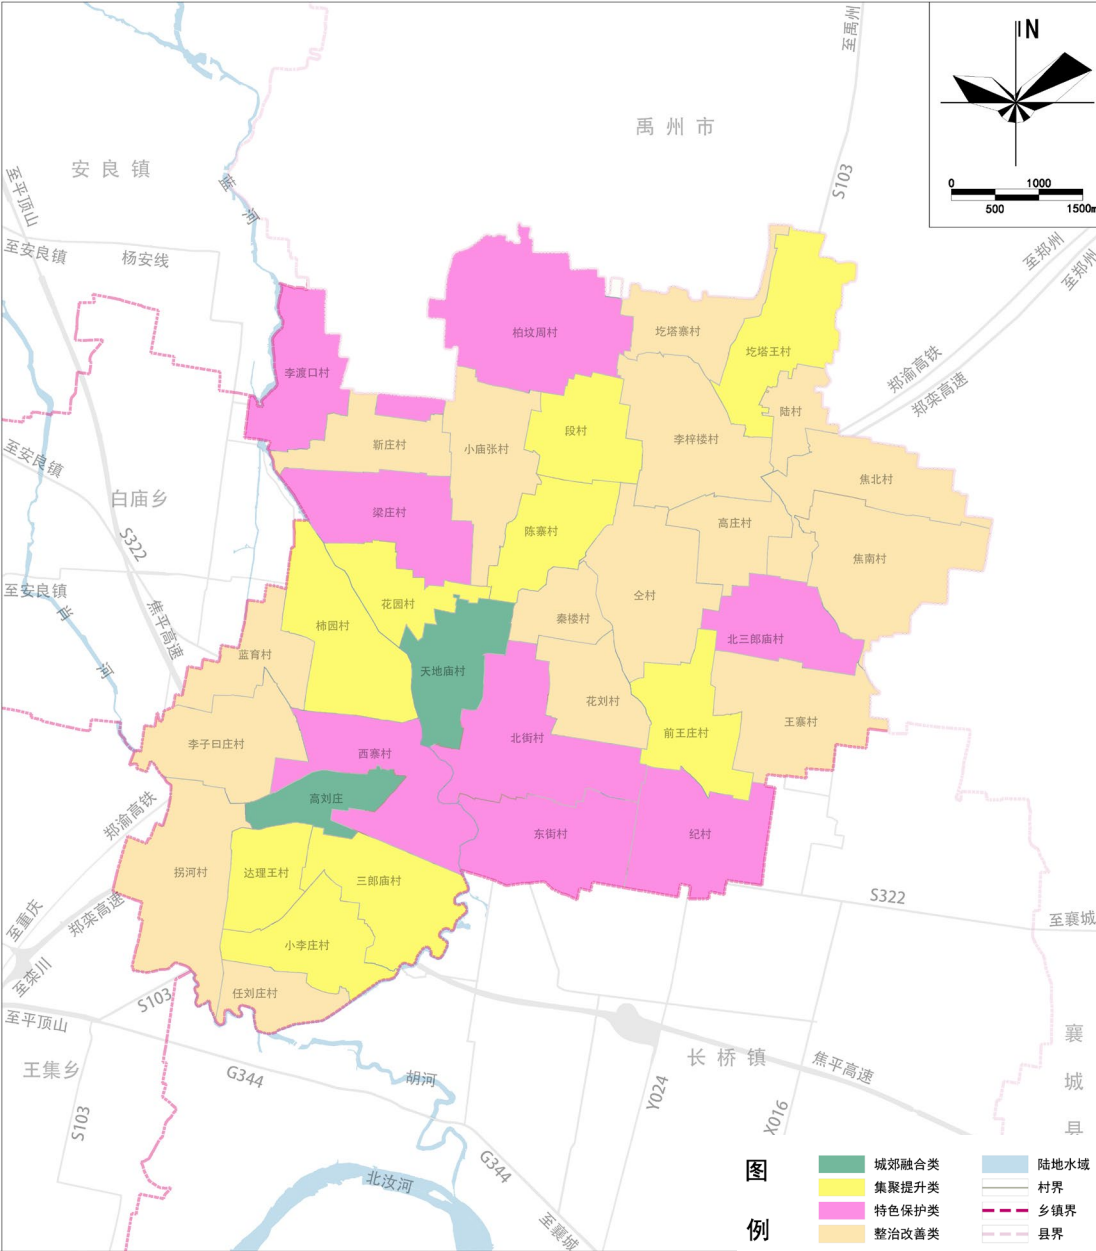 至禹州
N
禹州市
安良镇
0
1000
500
1500m
至平顶山
蓝河
S103
至安良镇
杨安线
至郑州
至郑州
柏坟周村
圪塔寨村
圪塔王村
李渡口村
郑渝高铁
郑栾高速
陆村
段村
李梓楼村
靳庄村
小庙张村
至安良镇
焦北村
白庙乡
梁庄村
高庄村
陈寨村
S322
焦南村
至安良镇
仝村
花园村
肖河
焦平高速
秦楼村
柿园村
北三郎庙村
蓝育村
天地庙村
花刘村
王寨村
前王庄村
北街村
李子曰庄村
西寨村
高刘庄
郑渝高铁
东街村
纪村
拐河村
达理王村
三郎庙村
S322
至重庆
郑栾高速
至襄城
小李庄村
至栾川
任刘庄村
S103
至平顶山
襄城县
长桥镇
焦平高速
王集乡
G344
胡河
Y024
S103
X016
G344
北汝河
至襄城
图例
城郊融合类
陆地水域
集聚提升类
村界
特色保护类
乡镇界
整治改善类
县界